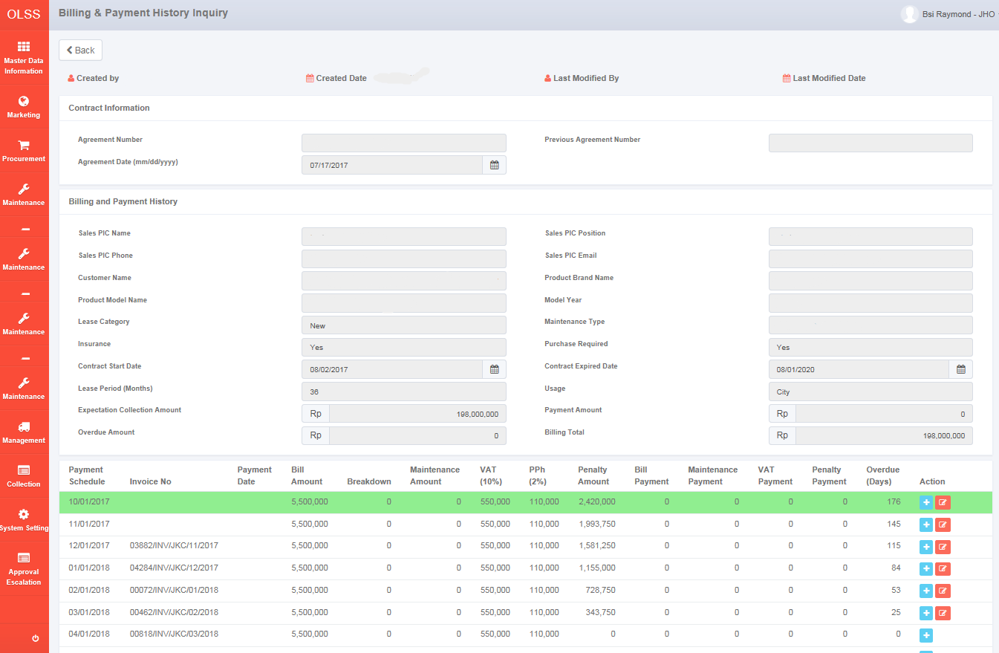 OLSS
Billing & Payment History Inquiry
Bsi Raymond - JHO
Master Data
Information
Marketing
Procurement
Maintenance
Maintenance
Maintenance
Maintenance
Management
Collection
System Setting
Approval
Escalation
Back
Created by Created Date Last Modified By Last Modified Date
Contract Information
Agreement Number Previous Agreement Number
Agreement Date (mm/dd/yyyy) 07/17/2017
Billing and Payment History
Sales PIC Name Sales PIC Position
Sales PIC Phone Sales PIC Email
Customer Name Product Brand Name
Product Model Name Model Year
Lease Category New Maintenance Type
Insurance Yes Purchase Required Yes
Contract Start Date 08/02/2017 Contract Expired Date 08/01/2020
Lease Period (Months) 36 Usage City
Expectation Collection Amount Rp 198,000,000 Payment Amount Rp 0
Overdue Amount Rp 0 Billing Total Rp 198,000,000
Payment Payment Bill Maintenance VAT PPh Penalty Bill Maintenance VAT Penalty Overdue
Schedule Invoice No Date Amount Breakdown Amount (10%) (2%) Amount Payment Payment Payment Payment (Days) Action
10/01/2017 5,500,000 0 0 550,000 110,000 2,420,000 0 0 0 0 176
11/01/2017 5,500,000 0 0 550,000 110,000 1,993,750 0 0 0 0 145
12/01/2017 03882/INV/JKC/11/2017 5,500,000 0 0 550,000 110,000 1,581,250 0 0 0 0 115
01/01/2018 04284/INV/JKC/12/2017 5,500,000 0 0 550,000 110,000 1,155,000 0 0 0 0 84
02/01/2018 00072/INV/JKC/01/2018 5,500,000 0 0 550,000 110,000 728,750 0 0 0 0 53
03/01/2018 00462/INV/JKC/02/2018 5,500,000 0 0 550,000 110,000 343,750 0 0 0 0 25
04/01/2018 00818/INV/JKC/03/2018 5,500,000 0 0 550,000 110,000 0 0 0 0 0 0